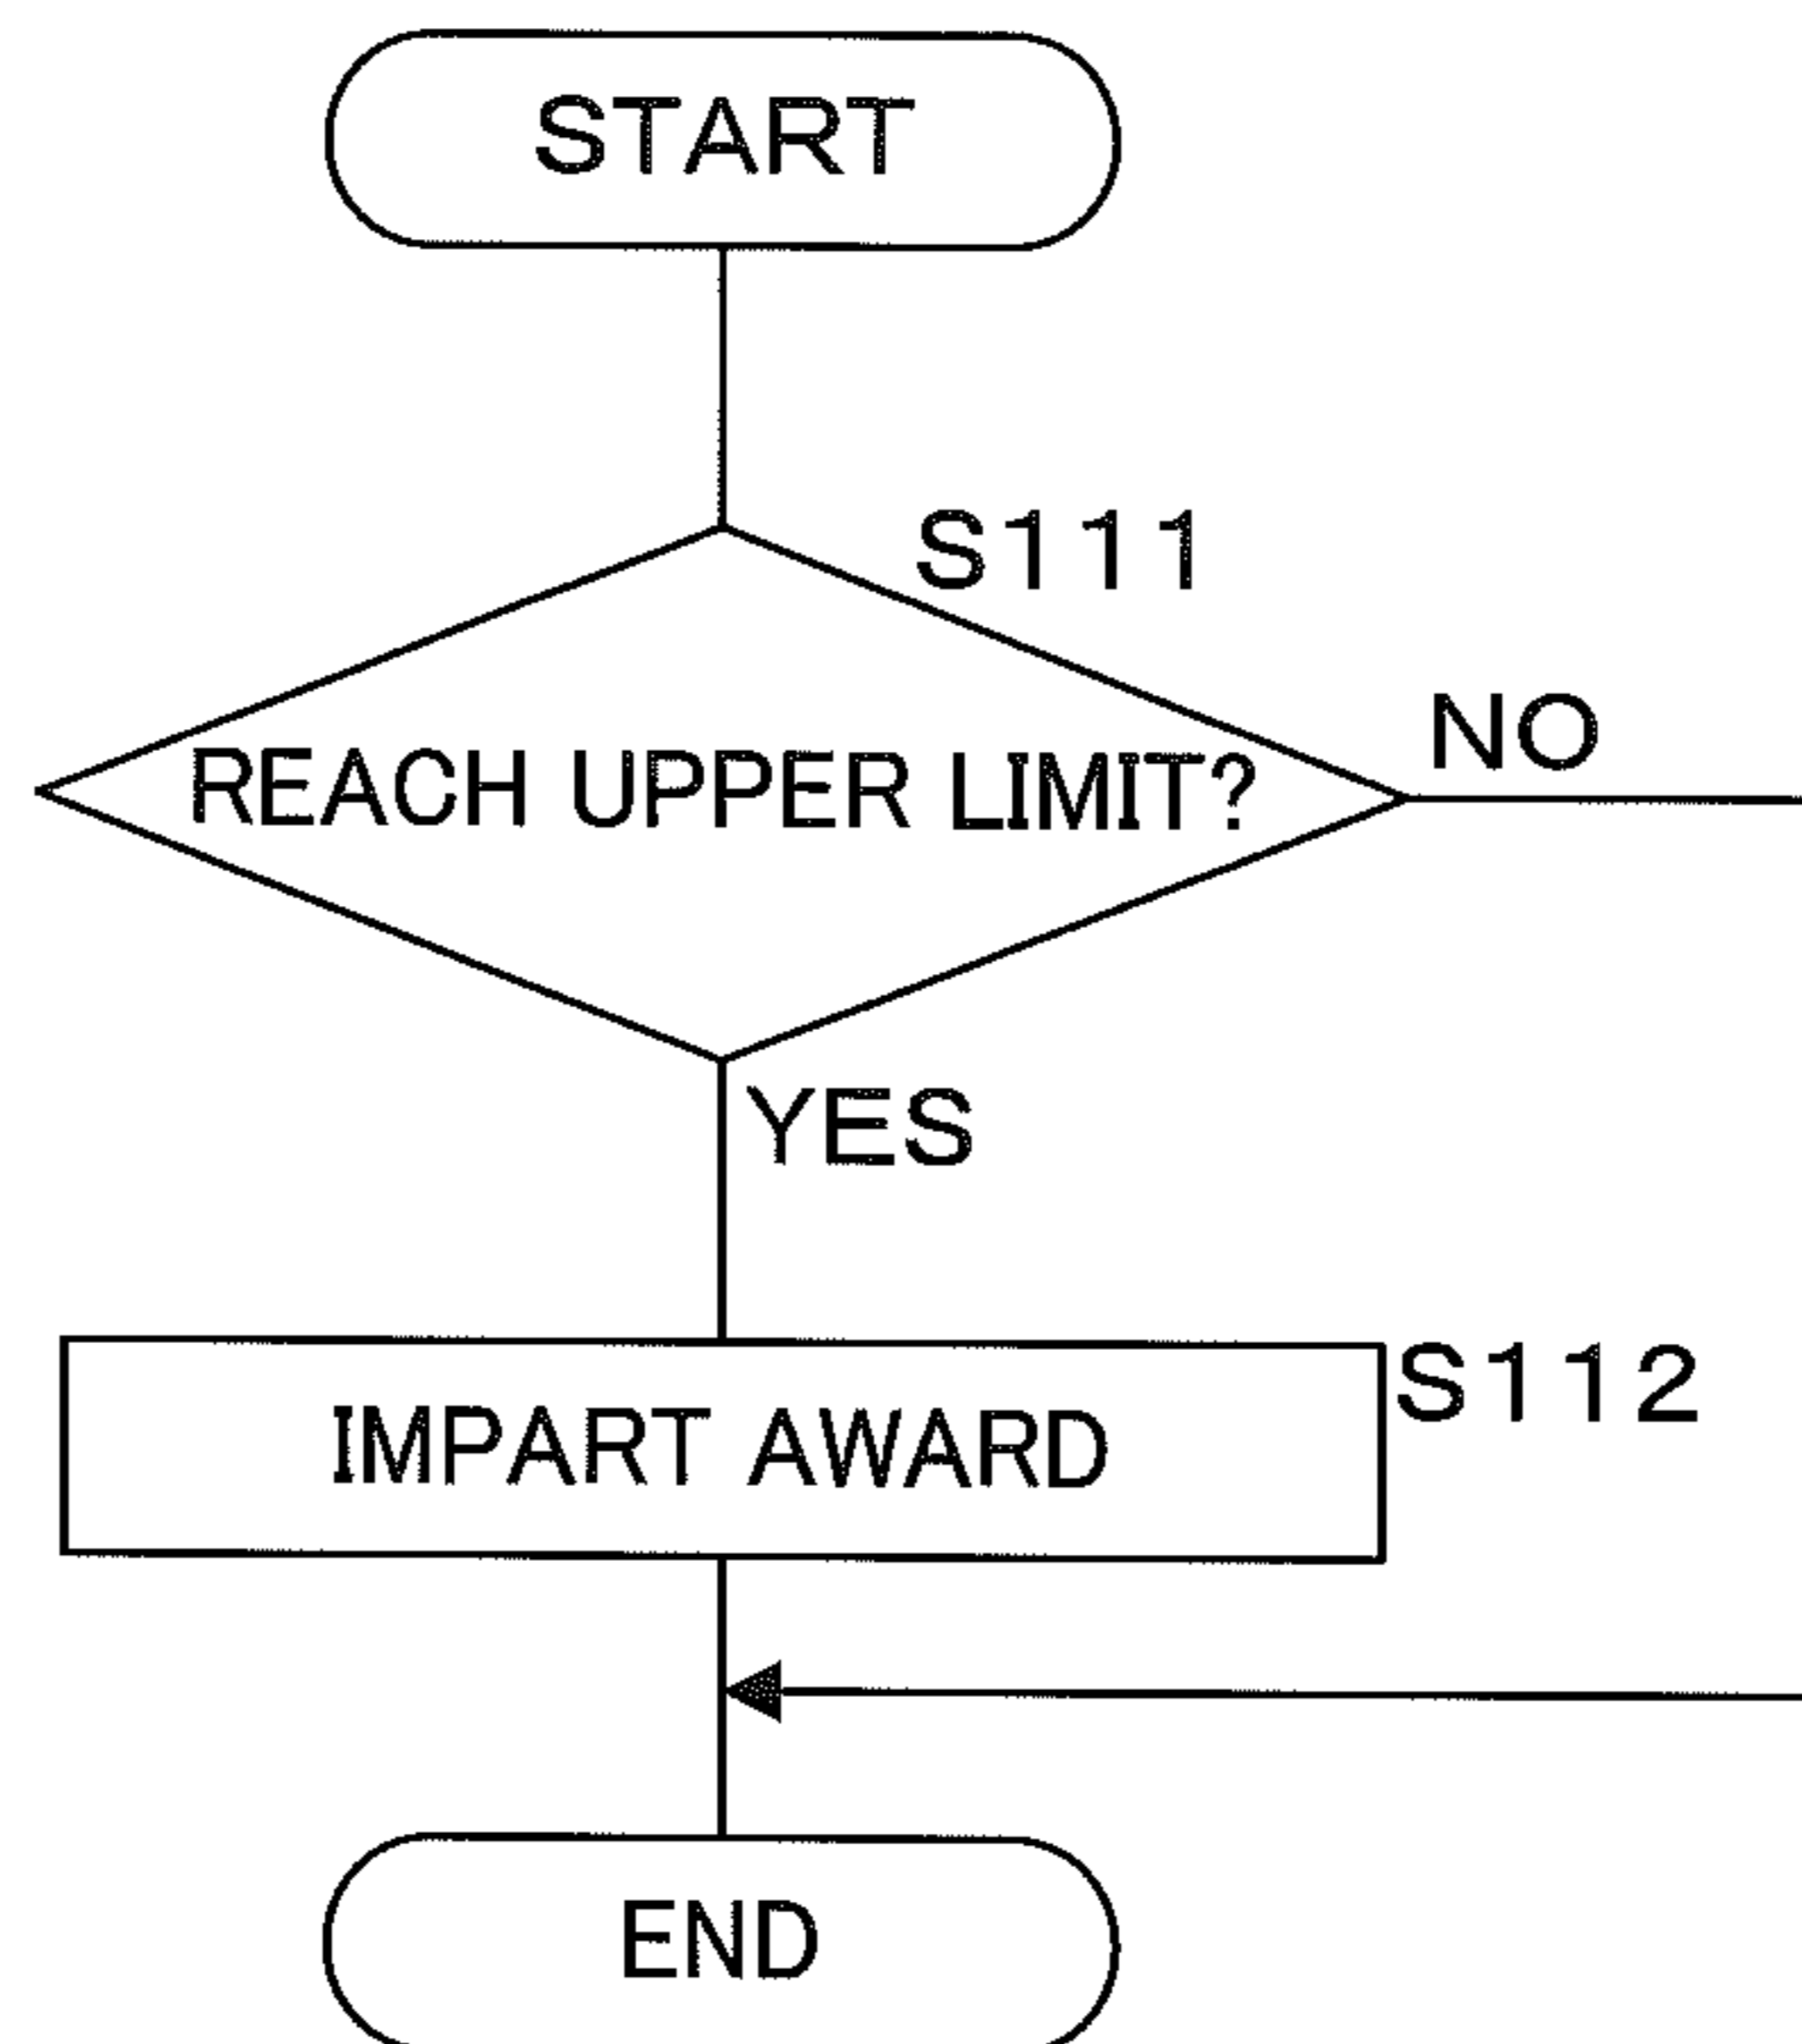 START
S111
REACH UPPER LIMIT?
NO
YES
S112
IMPART AWARD
END